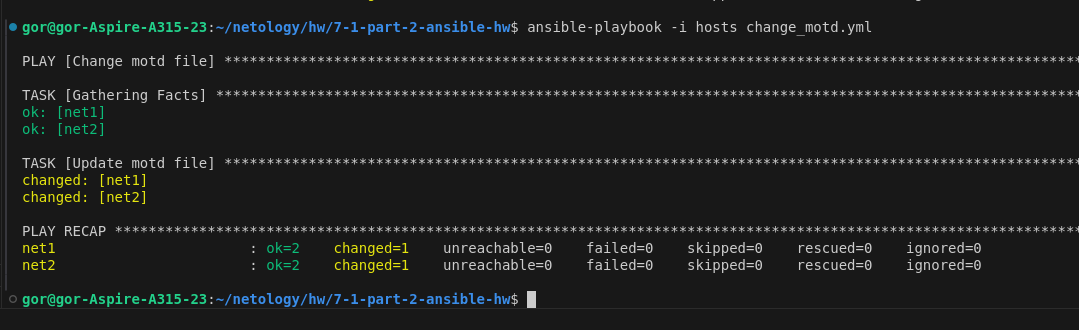 gor@gor-Aspire-A315-23:~/netology/hw/7-1-part-2-ansible-hw$ ansible-playbook -i hosts change_motd.yml
PLAY [Change motd file] *******************************************************************************************************
TASK [Gathering Facts] ********************************************************************************************************
ok: [net1]
ok: [net2]
TASK [Update motd file] *******************************************************************************************************
changed: [net1]
changed: [net2]
PLAY RECAP ********************************************************************************************************************
net1                       : ok=2    changed=1    unreachable=0    failed=0    skipped=0    rescued=0    ignored=0
net2                       : ok=2    changed=1    unreachable=0    failed=0    skipped=0    rescued=0    ignored=0
gor@gor-Aspire-A315-23:~/netology/hw/7-1-part-2-ansible-hw$